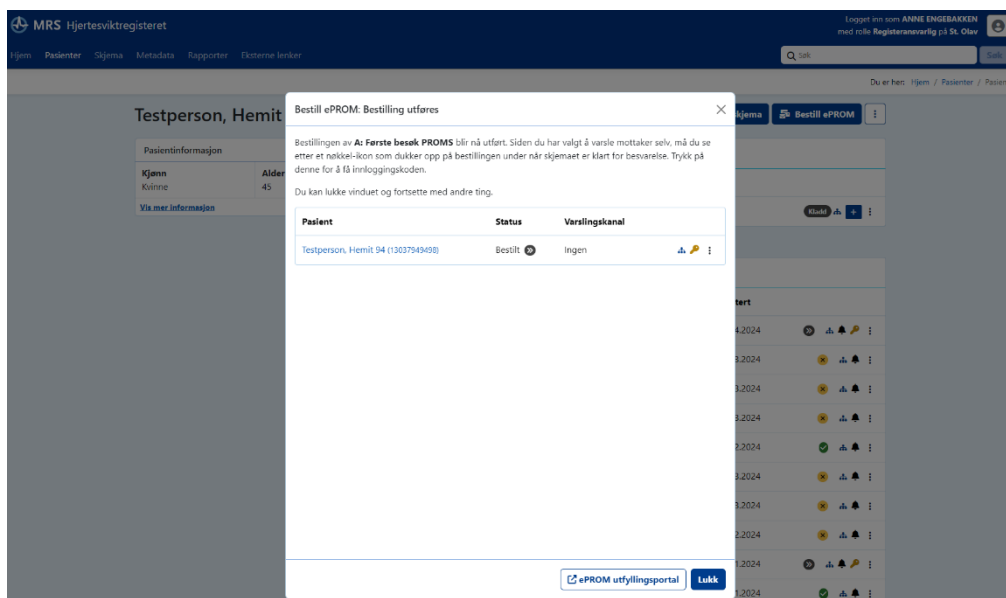 MRS Hjertesviktregisteret
Logget inn som ANNE ENGEBAKKEN
med rolle Registeransvarlig på St. Olav
Hjem Pasienter Skjema Metadata Rapporter Eksterne lenker
Søk Søk
Du er her: Hjem / Pasienter / Pasien
Testperson, Hemit
kjema Bestill ePROM
Bestill ePROM: Bestilling utføres
Bestillingen av A: Første besøk PROMS blir nå utført. Siden du har valgt å varsle mottaker selv, må du se
etter et nøkkel-ikon som dukker opp på bestillingen under når skjemaet er klart for besvarelse. Trykk på
denne for å få innloggingskoden.
Du kan lukke vinduet og fortsette med andre ting.
Pasient Status Varslingskanal
Testperson, Hemit 94 (13037949498) Bestilt Ingen
Pasientinformasjon
Kjønn Alder
Kvinne 45
Vis mer informasjon
Kladd
tert
4.2024
3.2024
3.2024
3.2024
2.2024
3.2024
3.2024
2.2024
1.2024
1.2024
ePROM utfyllingsportal Lukk